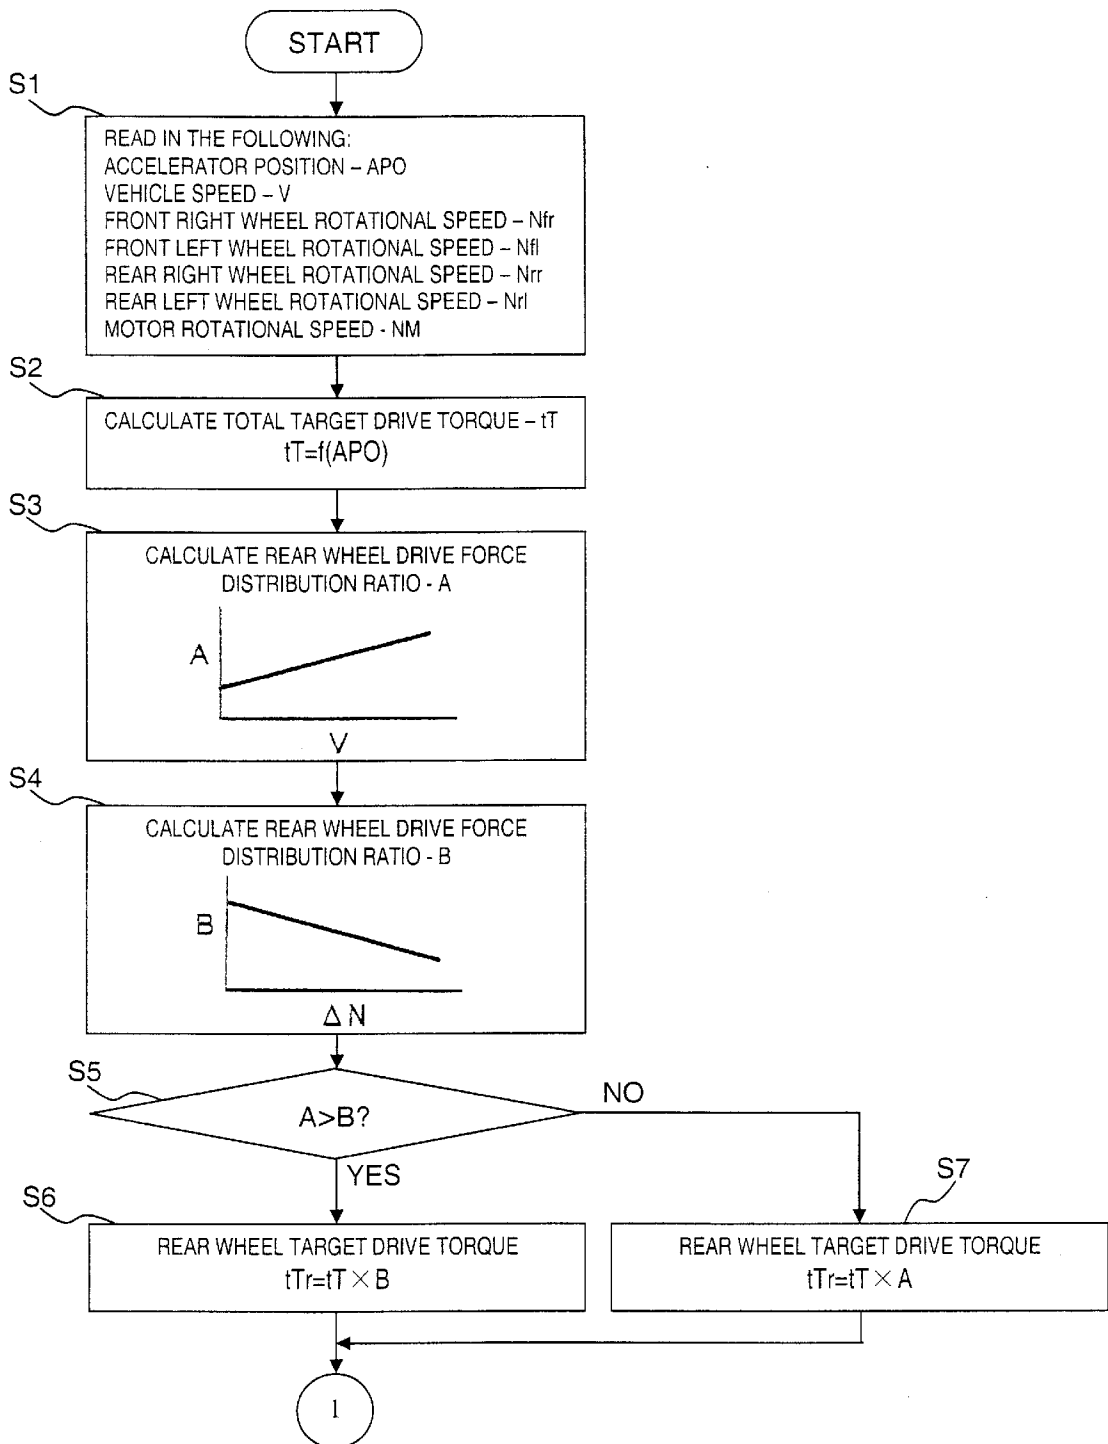 START
S1
READ IN THE FOLLOWING:
ACCELERATOR POSITION – APO
VEHICLE SPEED – V
FRONT RIGHT WHEEL ROTATIONAL SPEED – Nfr
FRONT LEFT WHEEL ROTATIONAL SPEED – Nfl
REAR RIGHT WHEEL ROTATIONAL SPEED – Nrr
REAR LEFT WHEEL ROTATIONAL SPEED – Nrl
MOTOR ROTATIONAL SPEED - NM
S2
CALCULATE TOTAL TARGET DRIVE TORQUE – tT
tT=f(APO)
S3
CALCULATE REAR WHEEL DRIVE FORCE
DISTRIBUTION RATIO - A
A
V
S4
CALCULATE REAR WHEEL DRIVE FORCE
DISTRIBUTION RATIO - B
B
Δ N
S5
A>B?
NO
YES
S6
REAR WHEEL TARGET DRIVE TORQUE
tTr=tT × B
S7
REAR WHEEL TARGET DRIVE TORQUE
tTr=tT × A
1